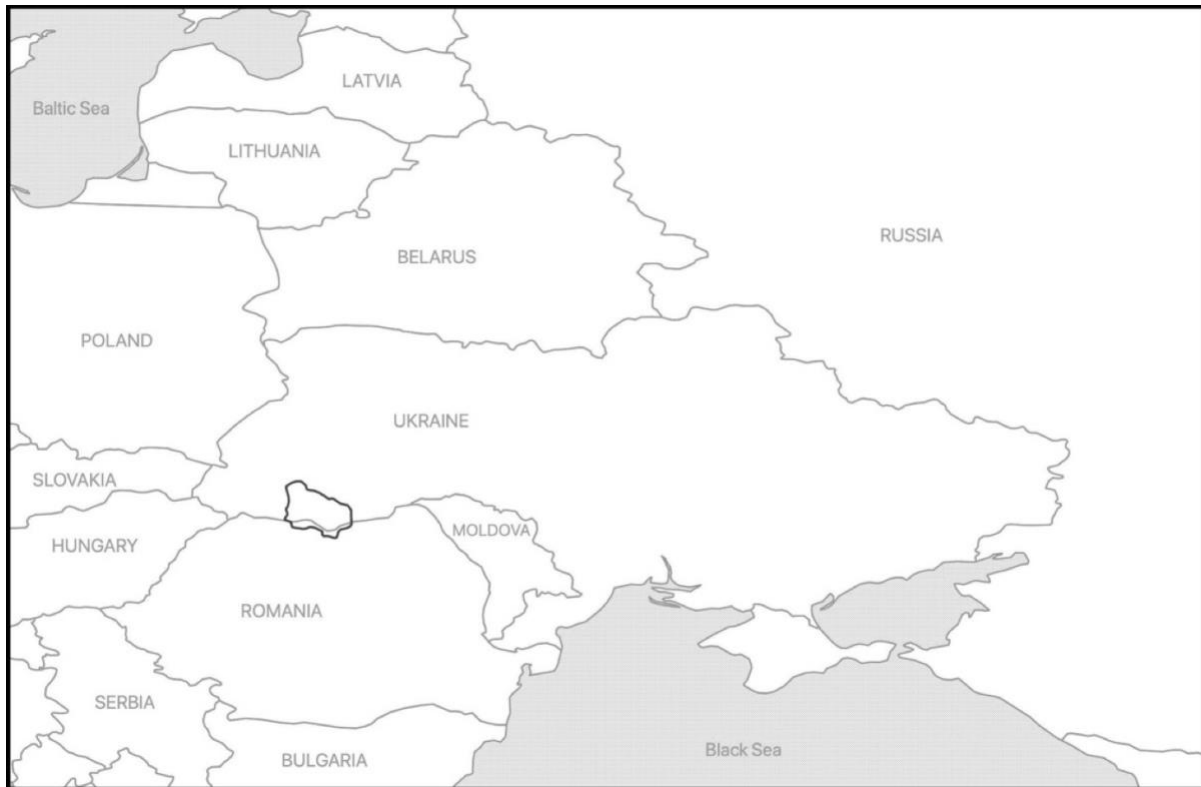 LATVIA
Baltic Sea
LITHUANIA
RUSSIA
BELARUS
POLAND
UKRAINE
SLOVAKIA
MOLDOVA
HUNGARY
ROMANIA
SERBIA
Black Sea
BULGARIA